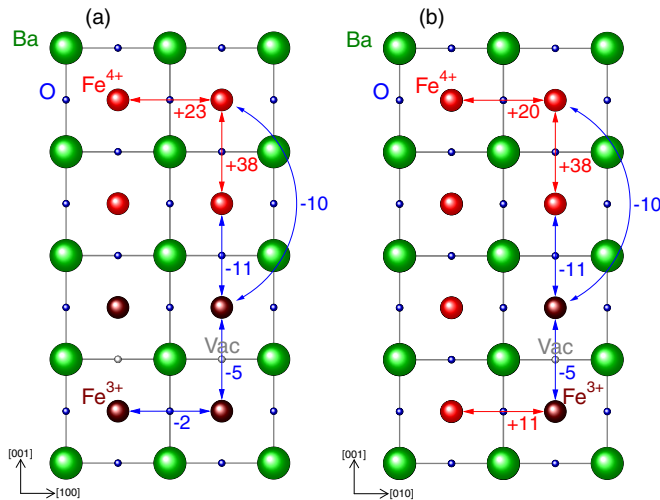 (a)
Ba
O
Fe4+
+23
+38
-10
-11
Vac
-5
Fe3+
-2
[001]
[100]
(b)
Ba
O
Fe4+
+20
+38
-10
-11
Vac
-5
Fe3+
+11
[001]
[010]